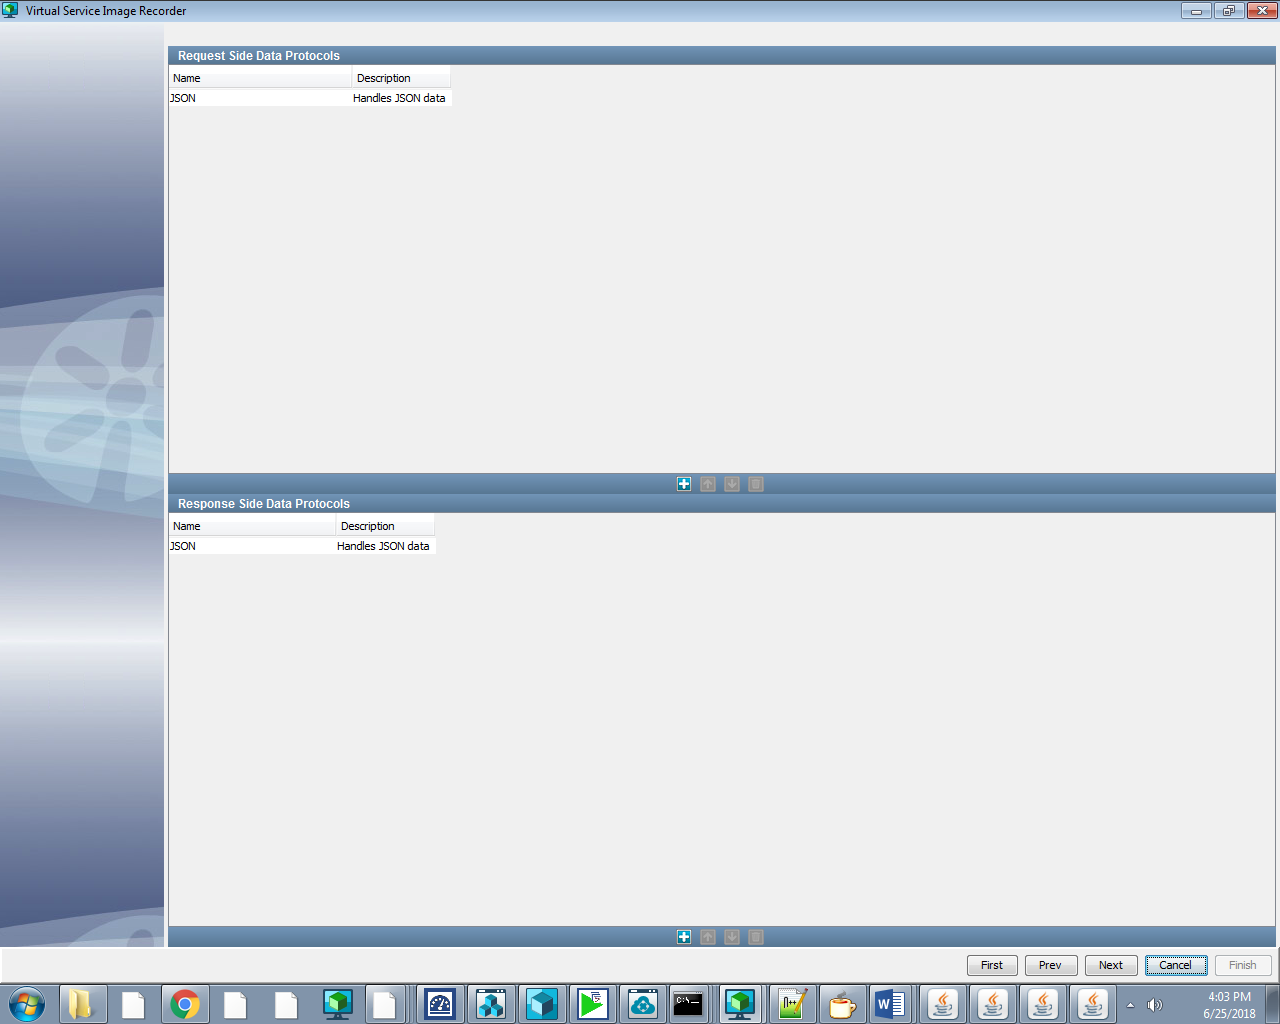 Virtual Service Image Recorder
Request Side Data Protocols
Name Description
JSON Handles JSON data
Response Side Data Protocols
Name Description
JSON Handles JSON data
First Prev Next Cancel Finish
C:\_
n++
W
4:03 PM
6/25/2018